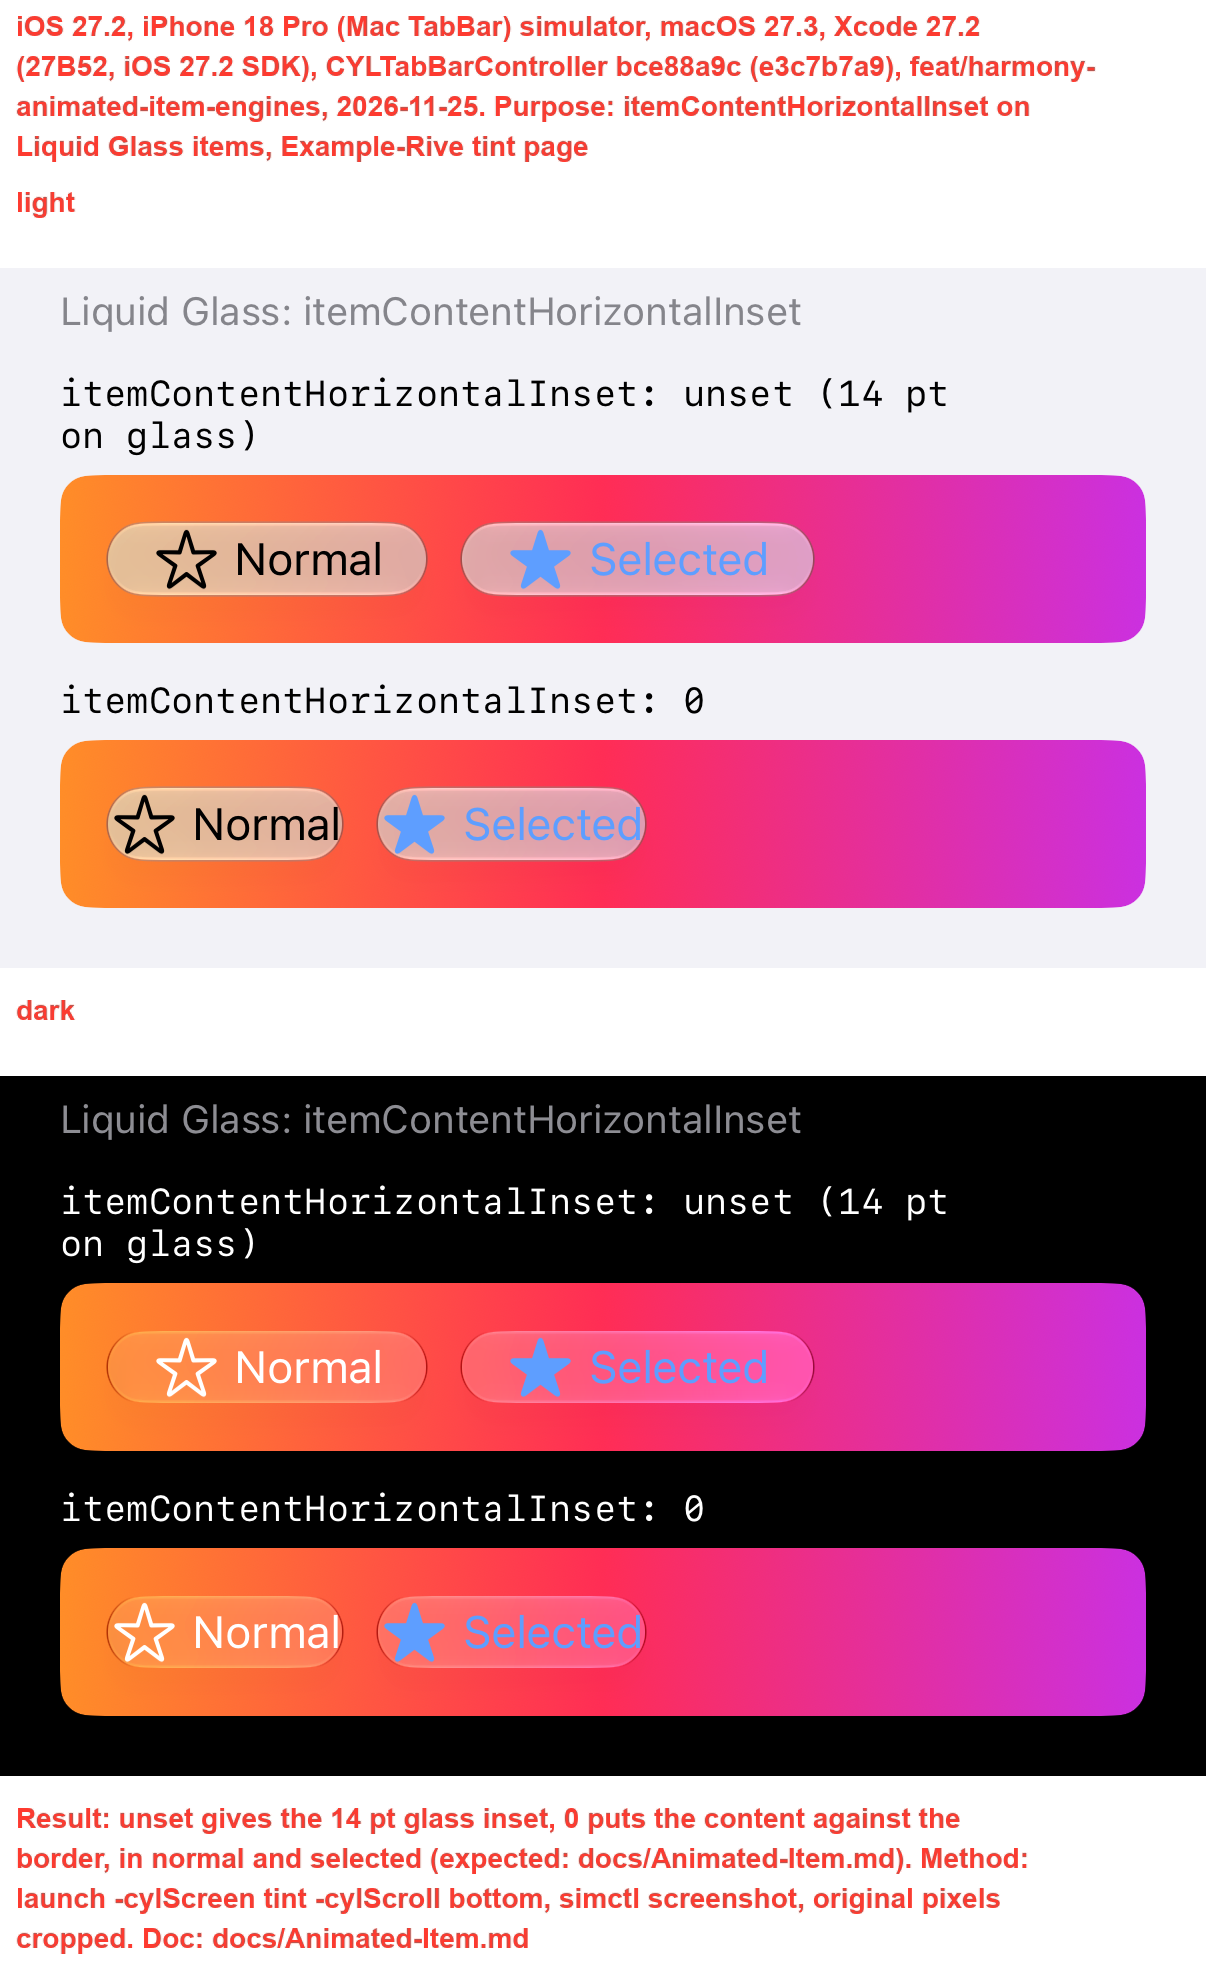 iOS 27.2, iPhone 18 Pro (Mac TabBar) simulator, macOS 27.3, Xcode 27.2
(27B52, iOS 27.2 SDK), CYLTabBarController bce88a9c (e3c7b7a9), feat/harmony-
animated-item-engines, 2026-11-25. Purpose: itemContentHorizontalInset on
Liquid Glass items, Example-Rive tint page
light
Liquid Glass: itemContentHorizontalInset
itemContentHorizontalInset: unset (14 pt
on glass)
Normal Selected
itemContentHorizontalInset: 0
Normal Selected
dark
Liquid Glass: itemContentHorizontalInset
itemContentHorizontalInset: unset (14 pt
on glass)
Normal Selected
itemContentHorizontalInset: 0
Normal Selected
Result: unset gives the 14 pt glass inset, 0 puts the content against the
border, in normal and selected (expected: docs/Animated-Item.md). Method:
launch -cylScreen tint -cylScroll bottom, simctl screenshot, original pixels
cropped. Doc: docs/Animated-Item.md